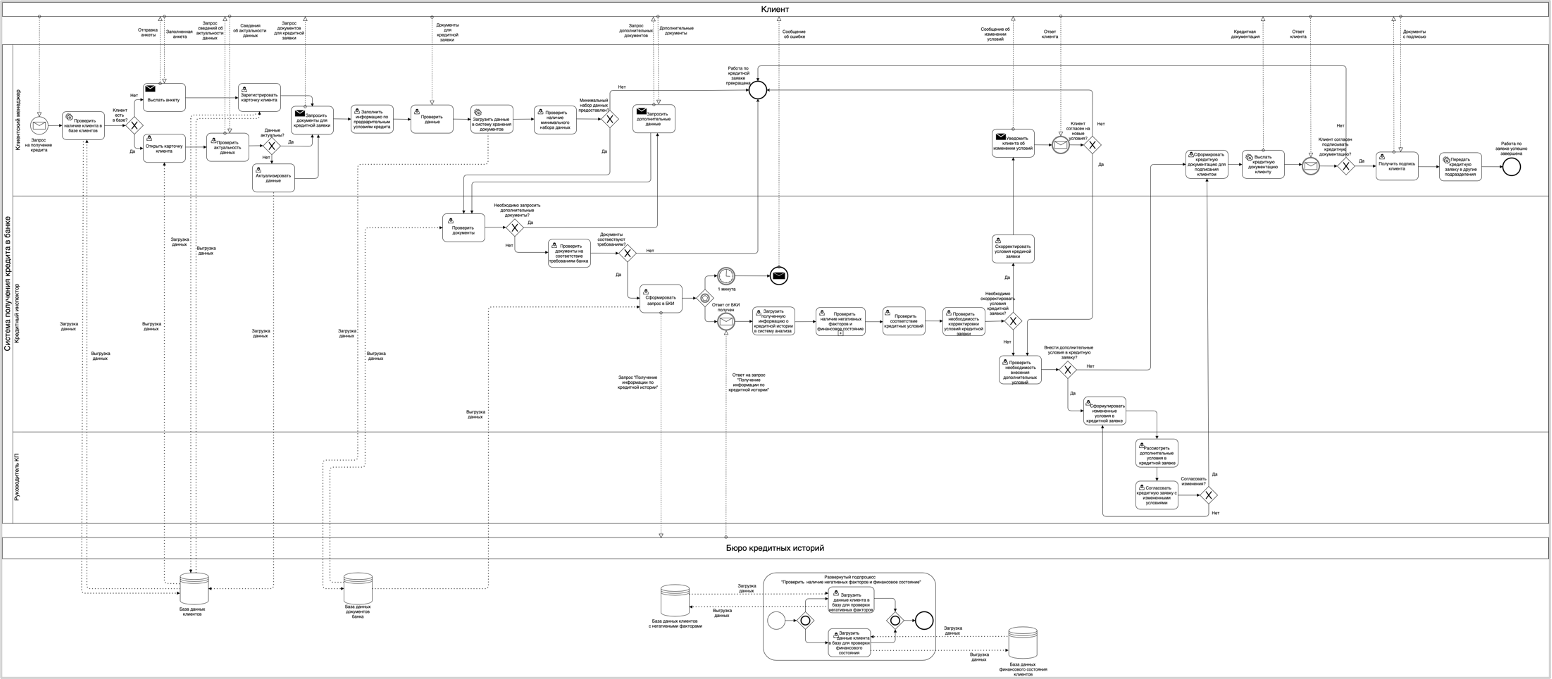 Клиент
Отправка
анкеты
Заполненная
анкета
Запрос
сведений об
актуальности
данных
Сведения
об актуальности
данных
Запрос
документов
для кредитной
заявки
Документы
для
кредитной
заявки
Запрос
дополнительных
документов
Дополнительные
документы
Сообщение
об ошибке
Сообщение об
изменении
условий
Ответ
клиента
Кредитная
документация
Ответ
клиента
Документы
с подписью
Система получения кредита в банке
Клиентский менеджер
Запрос
на получение
кредита
Проверить
наличие клиента в
базе клиентов
Клиент
есть
в базе?
Нет
Да
Выслать анкету
Открыть карточку
клиента
Зарегистрировать
карточку клиента
Проверить
актуальность
данных
Данные
актуальны?
Да
Нет
Актуализировать
данные
Запросить
документы для
кредитной заявки
Заполнить
информацию по
предварительным
условиям кредита
Проверить
данные
Загрузить данные
в систему хранения
документов
Проверить
наличие
минимального
набора данных
Минимальный
набор данных
предоставлен?
Нет
Да
Запросить
дополнительные
данные
Работа по
кредитной
заявке
прекращена
Уведомить
клиента об
изменении условий
Клиент
согласен на
новые
условия?
Нет
Да
Сформировать
кредитную
документацию для
подписания
клиентом
Выслать
кредитную
документацию
клиенту
Клиент согласен
подписывать
кредитную
документацию?
Нет
Да
Получить подпись
клиента
Передать
кредитную
заявку в другие
подразделения
Работа по
заявке успешно
завершена
Кредитный инспектор
Проверить
документы
Необходимо запросить
дополнительные
документы?
Да
Нет
Проверить
документы на
соответствие
требованиям банка
Документы
соответствуют
требованиям?
Нет
Да
Сформировать
запрос в БКИ
1 минута
Ответ от БКИ
получен
Загрузить
полученную
информацию о
кредитной истории
в систему анализа
Проверить
наличие негативных
факторов и
финансовое состояние
Проверить
соответствие
кредитных условий
Проверить
необходимость
корректировки
условий кредитной
заявки
Необходимо
скорректировать
условия
кредитной
заявки?
Да
Нет
Скорректировать
условия кредитной
заявки
Проверить
необходимость
внесения
дополнительных
условий
Внести дополнительные
условия в кредитную
заявку?
Нет
Да
Сформулировать
измененные
условия в
кредитной заявке
Загрузка
данных
Выгрузка
данных
Загрузка
данных
Выгрузка
данных
Выгрузка
данных
Загрузка
данных
Загрузка
данных
Выгрузка
данных
Выгрузка
данных
Запрос "Получение
информации по
кредитной истории"
Ответ на запрос
"Получение
информации по
кредитной истории"
Руководитель КП
Рассмотреть
дополнительные
условия в
кредитной заявке
Согласовать
кредитную заявку с
измененными
условиями
Согласовать
изменения?
Да
Нет
Бюро кредитных историй
База данных
клиентов
База данных
документов
банка
База данных клиентов
с негативными факторами
Загрузка
данных
Выгрузка
данных
Развернутый подпроцесс
"Проверить наличие негативных факторов и финансовое состояние"
Загрузить
данные клиента в
база для проверки
негативных факторов
Загрузить
данные клиента
в базу для проверки
финансового
состояния
Загрузка
данных
Выгрузка
данных
База данных
финансового состояния
клиентов